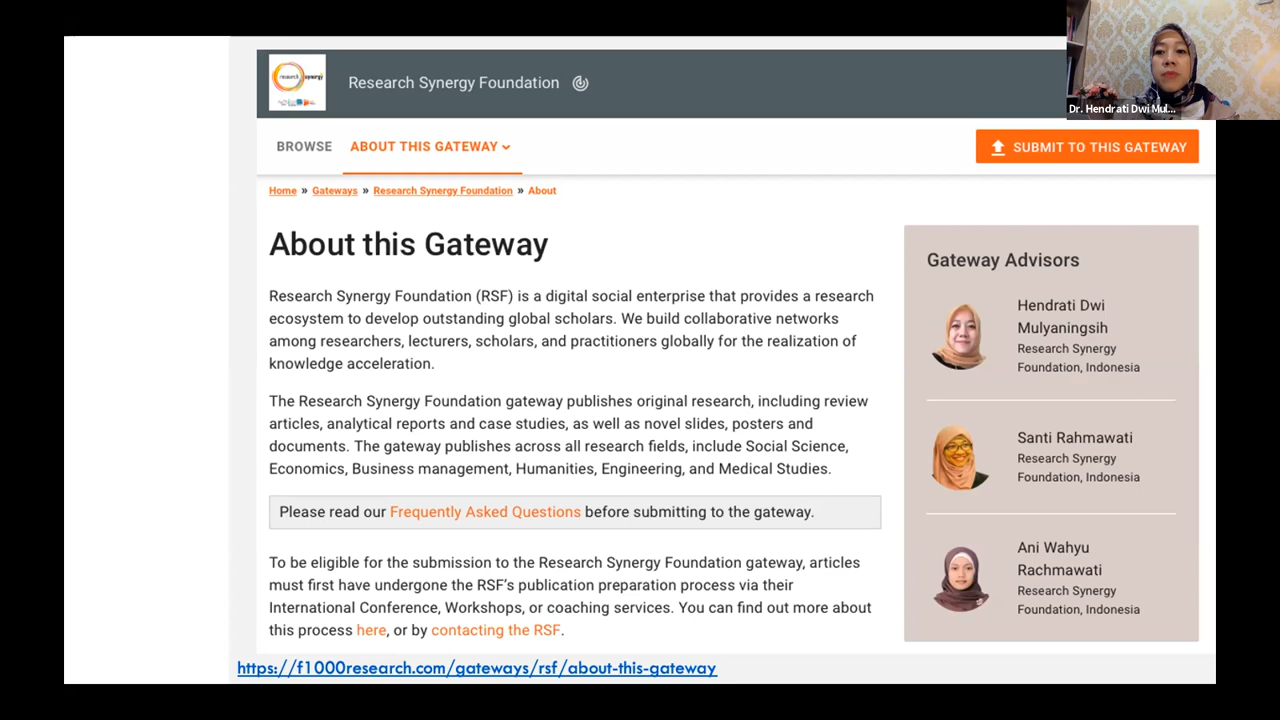 research synergy
Research Synergy Foundation
Dr. Hendrati Dwi Mul...
BROWSE
ABOUT THIS GATEWAY
SUBMIT TO THIS GATEWAY
Home » Gateways » Research Synergy Foundation » About
About this Gateway
Research Synergy Foundation (RSF) is a digital social enterprise that provides a research
ecosystem to develop outstanding global scholars. We build collaborative networks
among researchers, lecturers, scholars, and practitioners globally for the realization of
knowledge acceleration.
The Research Synergy Foundation gateway publishes original research, including review
articles, analytical reports and case studies, as well as novel slides, posters and
documents. The gateway publishes across all research fields, include Social Science,
Economics, Business management, Humanities, Engineering, and Medical Studies.
Please read our Frequently Asked Questions before submitting to the gateway.
To be eligible for the submission to the Research Synergy Foundation gateway, articles
must first have undergone the RSF's publication preparation process via their
International Conference, Workshops, or coaching services. You can find out more about
this process here, or by contacting the RSF.
Gateway Advisors
Hendrati Dwi
Mulyaningsih
Research Synergy
Foundation, Indonesia
Santi Rahmawati
Research Synergy
Foundation, Indonesia
Ani Wahyu
Rachmawati
Research Synergy
Foundation, Indonesia
https://f1000research.com/gateways/rsf/about-this-gateway